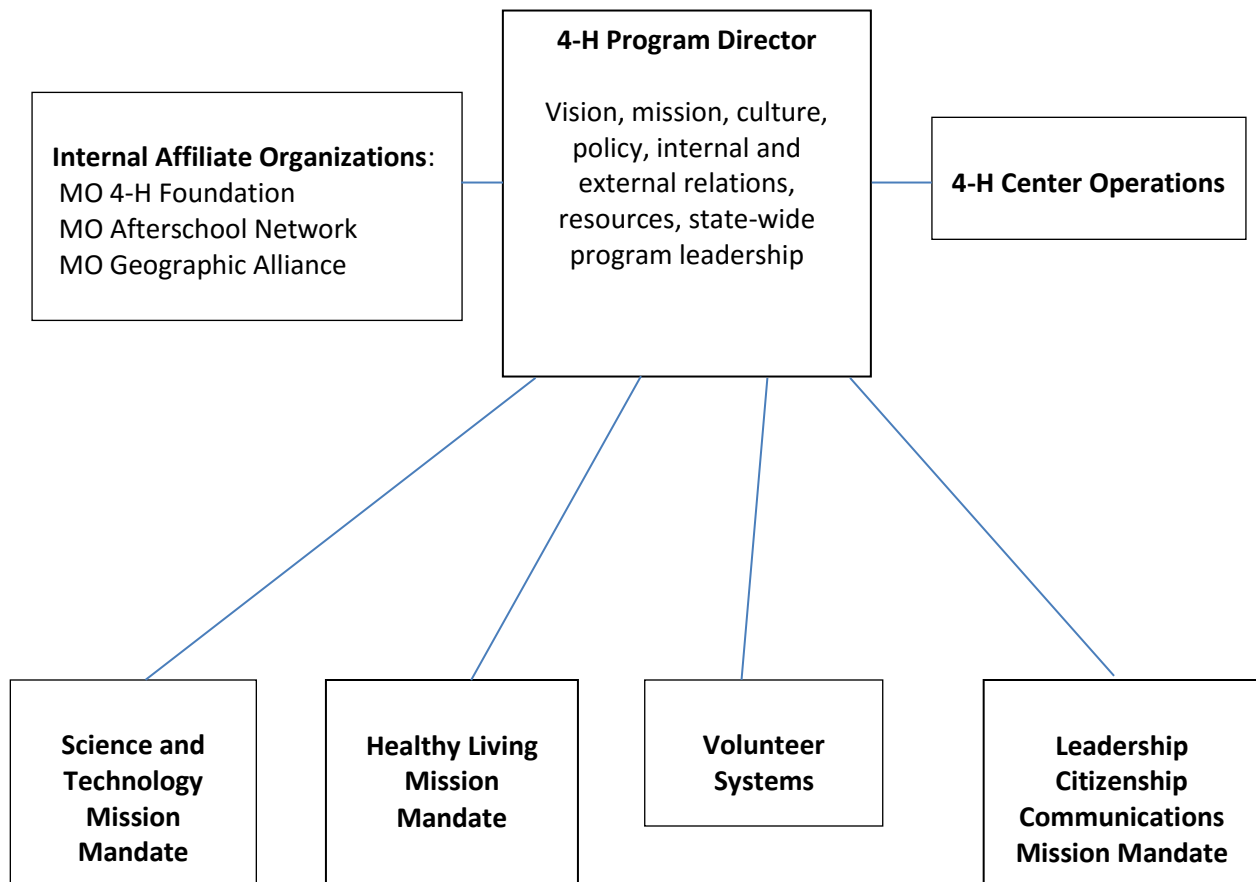 4-H Program Director
Vision, mission, culture,
policy, internal and
external relations,
resources, state-wide
program leadership
Internal Affiliate Organizations:
MO 4-H Foundation
MO Afterschool Network
MO Geographic Alliance
4-H Center Operations
Science and
Technology
Mission
Mandate
Healthy Living
Mission
Mandate
Volunteer
Systems
Leadership
Citizenship
Communications
Mission Mandate